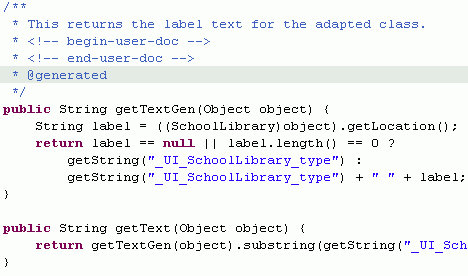 /**
 * This returns the label text for the adapted class.
 * <!-- begin-user-doc -->
 * <!-- end-user-doc -->
 * @generated
 */
public String getTextGen(Object object) {
    String label = ((SchoolLibrary)object).getLocation();
    return label == null || label.length() == 0 ?
        getString("_UI_SchoolLibrary_type") :
        getString("_UI_SchoolLibrary_type") + " " + label;
}

public String getText(Object object) {
    return getTextGen(object).substring(getString("_UI_Sch
}